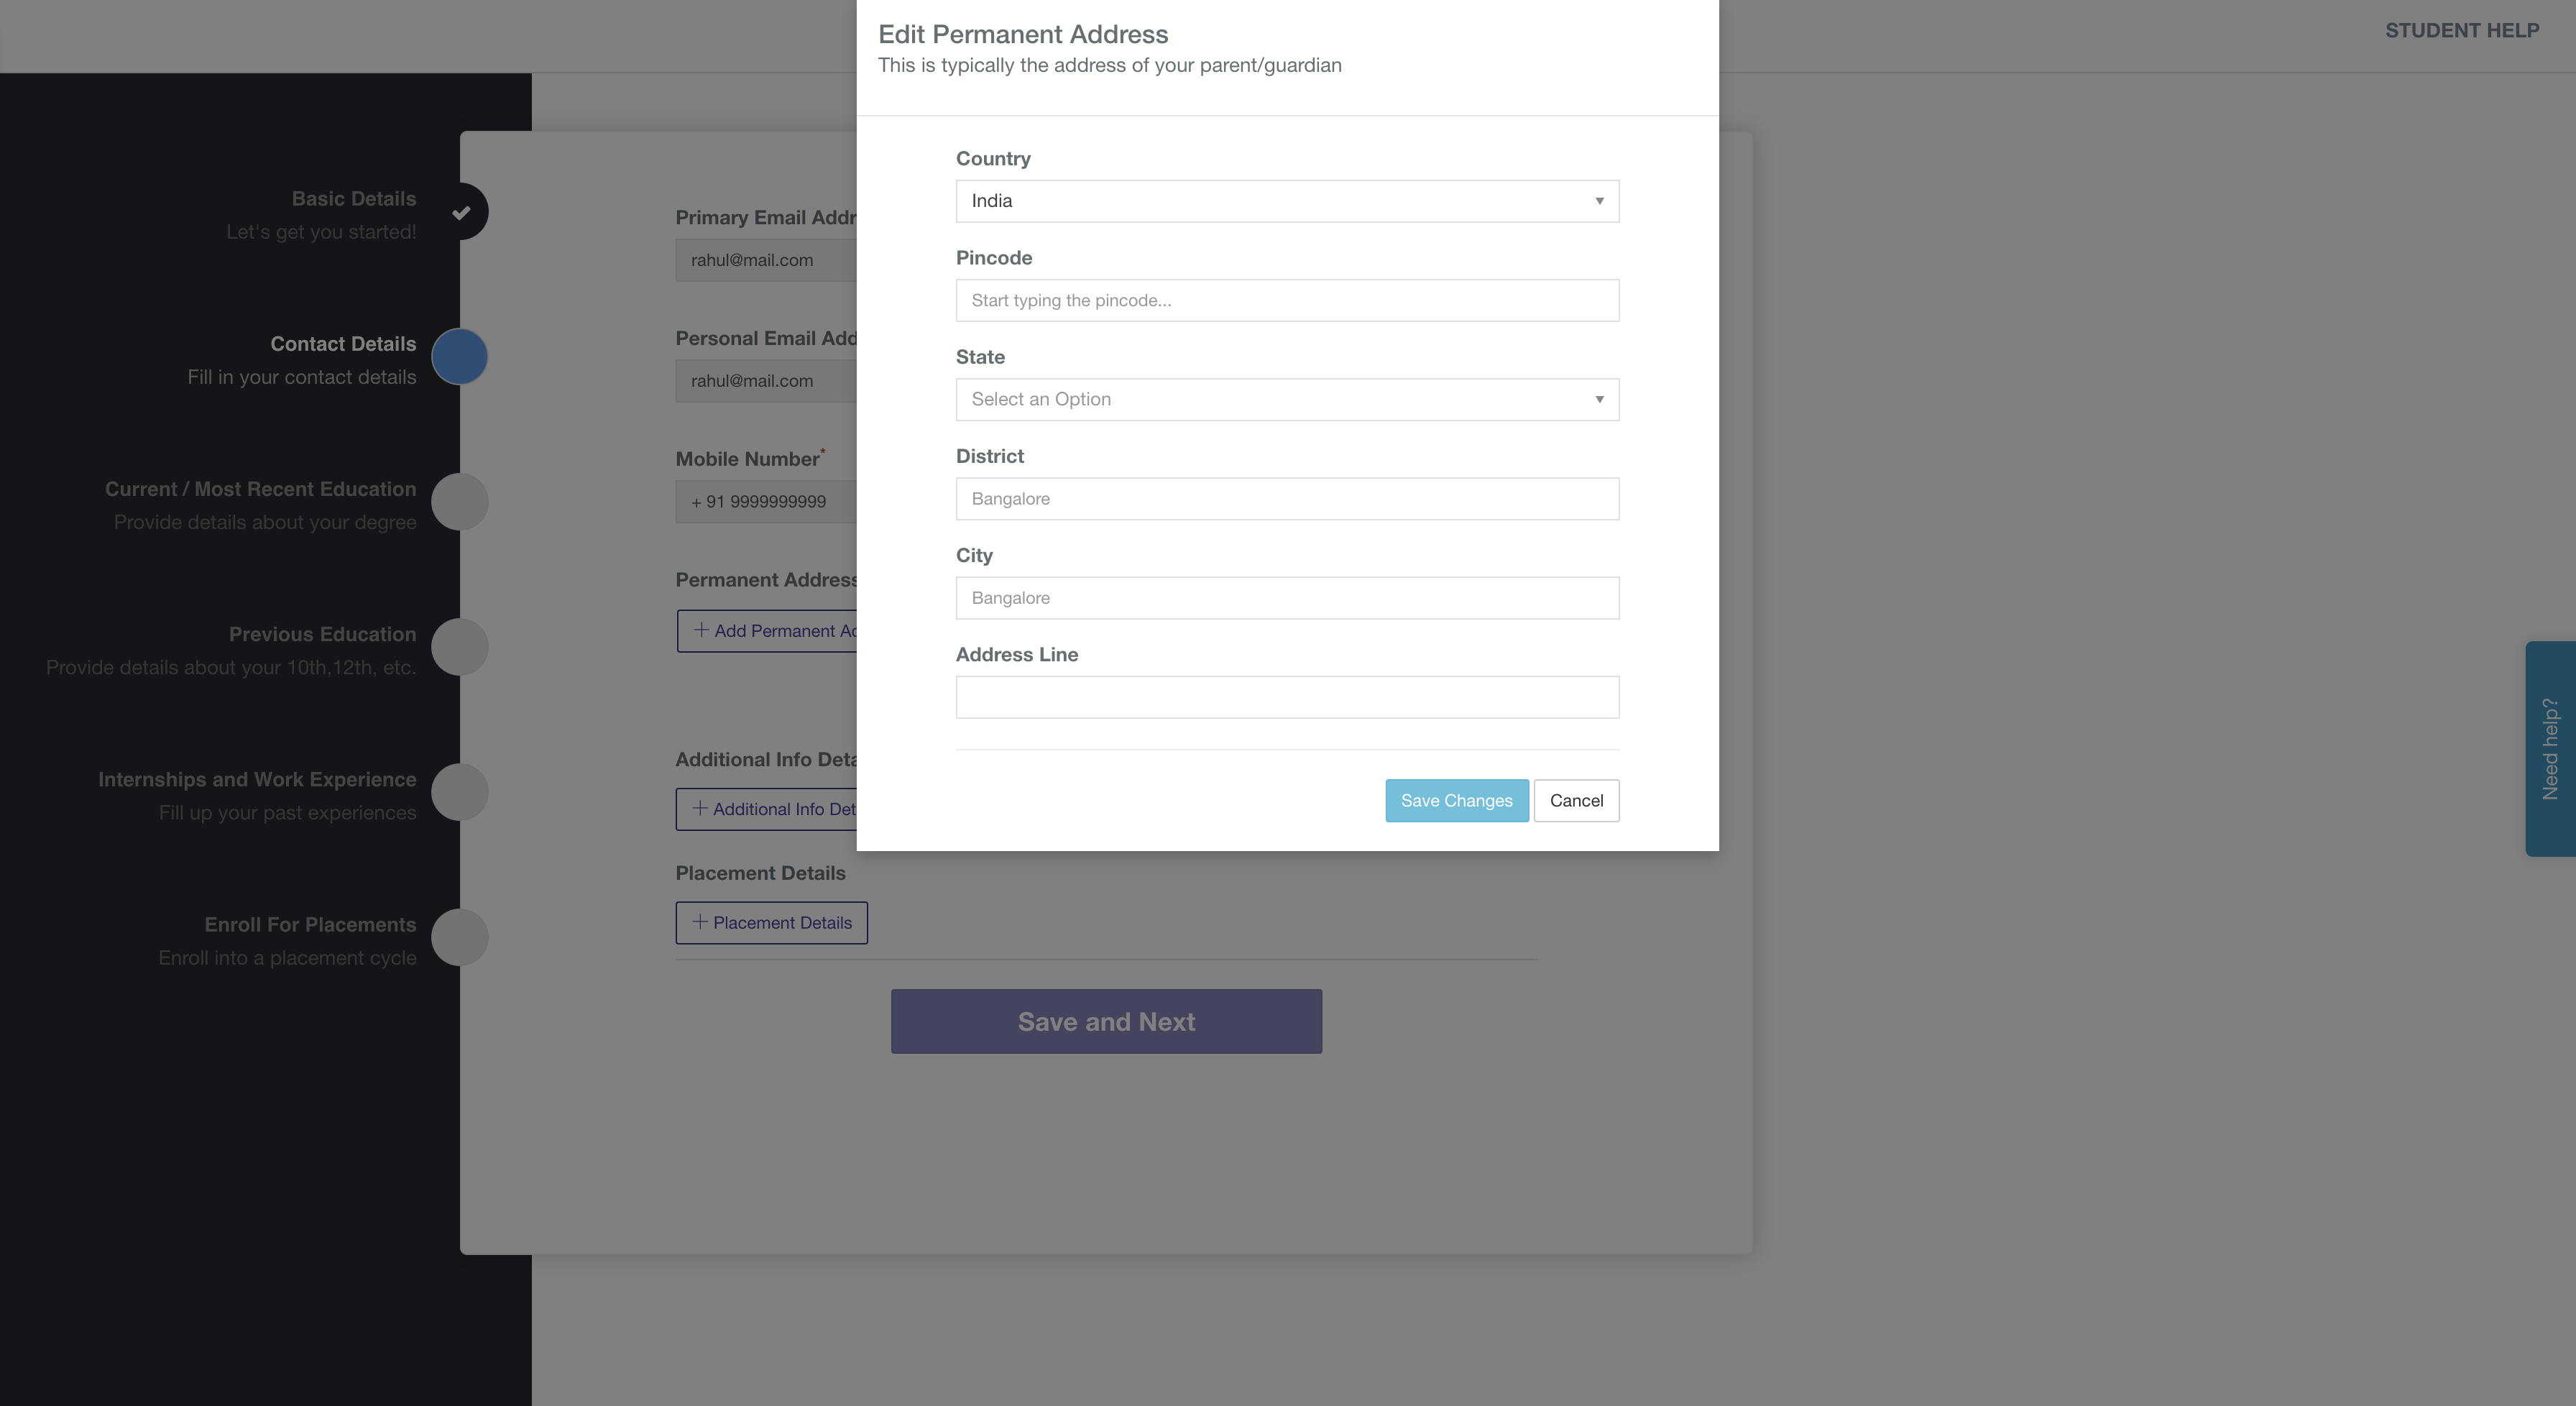 STUDENT HELP
Basic Details
Let's get you started!
Contact Details
Fill in your contact details
Current / Most Recent Education
Provide details about your degree
Previous Education
Provide details about your 10th,12th, etc.
Internships and Work Experience
Fill up your past experiences
Enroll For Placements
Enroll into a placement cycle
Primary Email Addr
rahul@mail.com
Personal Email Add
rahul@mail.com
Mobile Number*
+ 91 9999999999
Permanent Address
+ Add Permanent Ad
Additional Info Deta
+ Additional Info Det
Placement Details
+ Placement Details
Save and Next
Edit Permanent Address
This is typically the address of your parent/guardian
Country
India
Pincode
Start typing the pincode...
State
Select an Option
District
Bangalore
City
Bangalore
Address Line
Save Changes
Cancel
Need help?